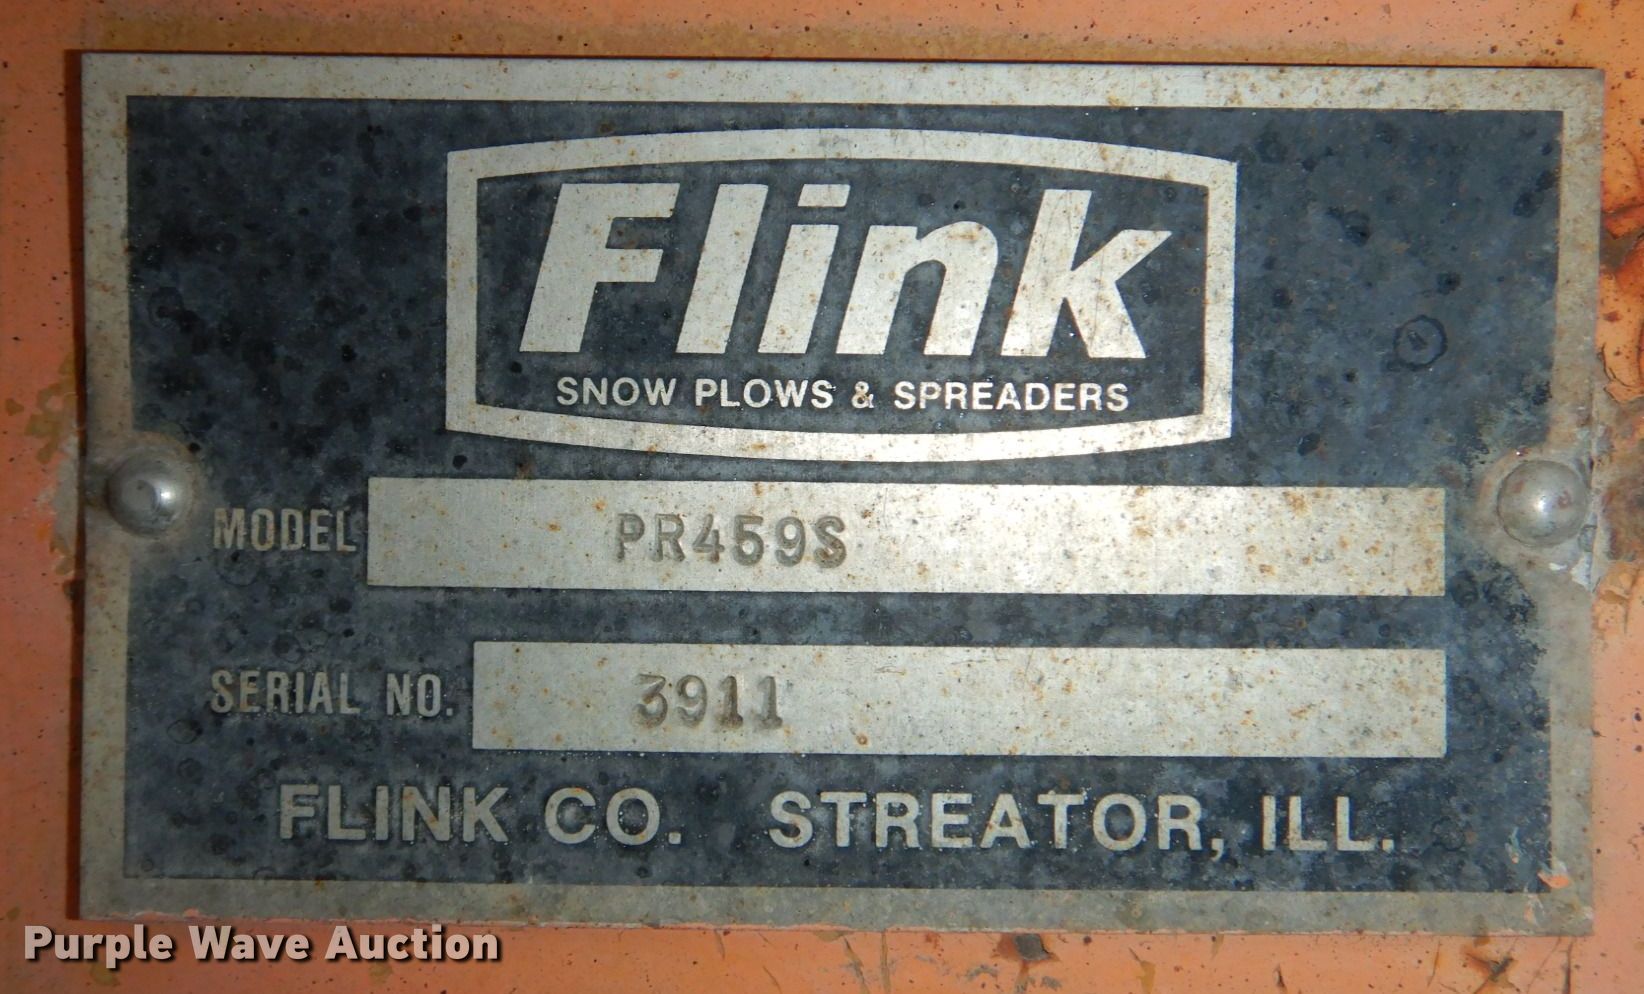 Flink
SNOW PLOWS & SPREADERS
MODEL PR459S
SERIAL NO. 3911
FLINK CO. STREATOR, ILL.
Purple Wave Auction